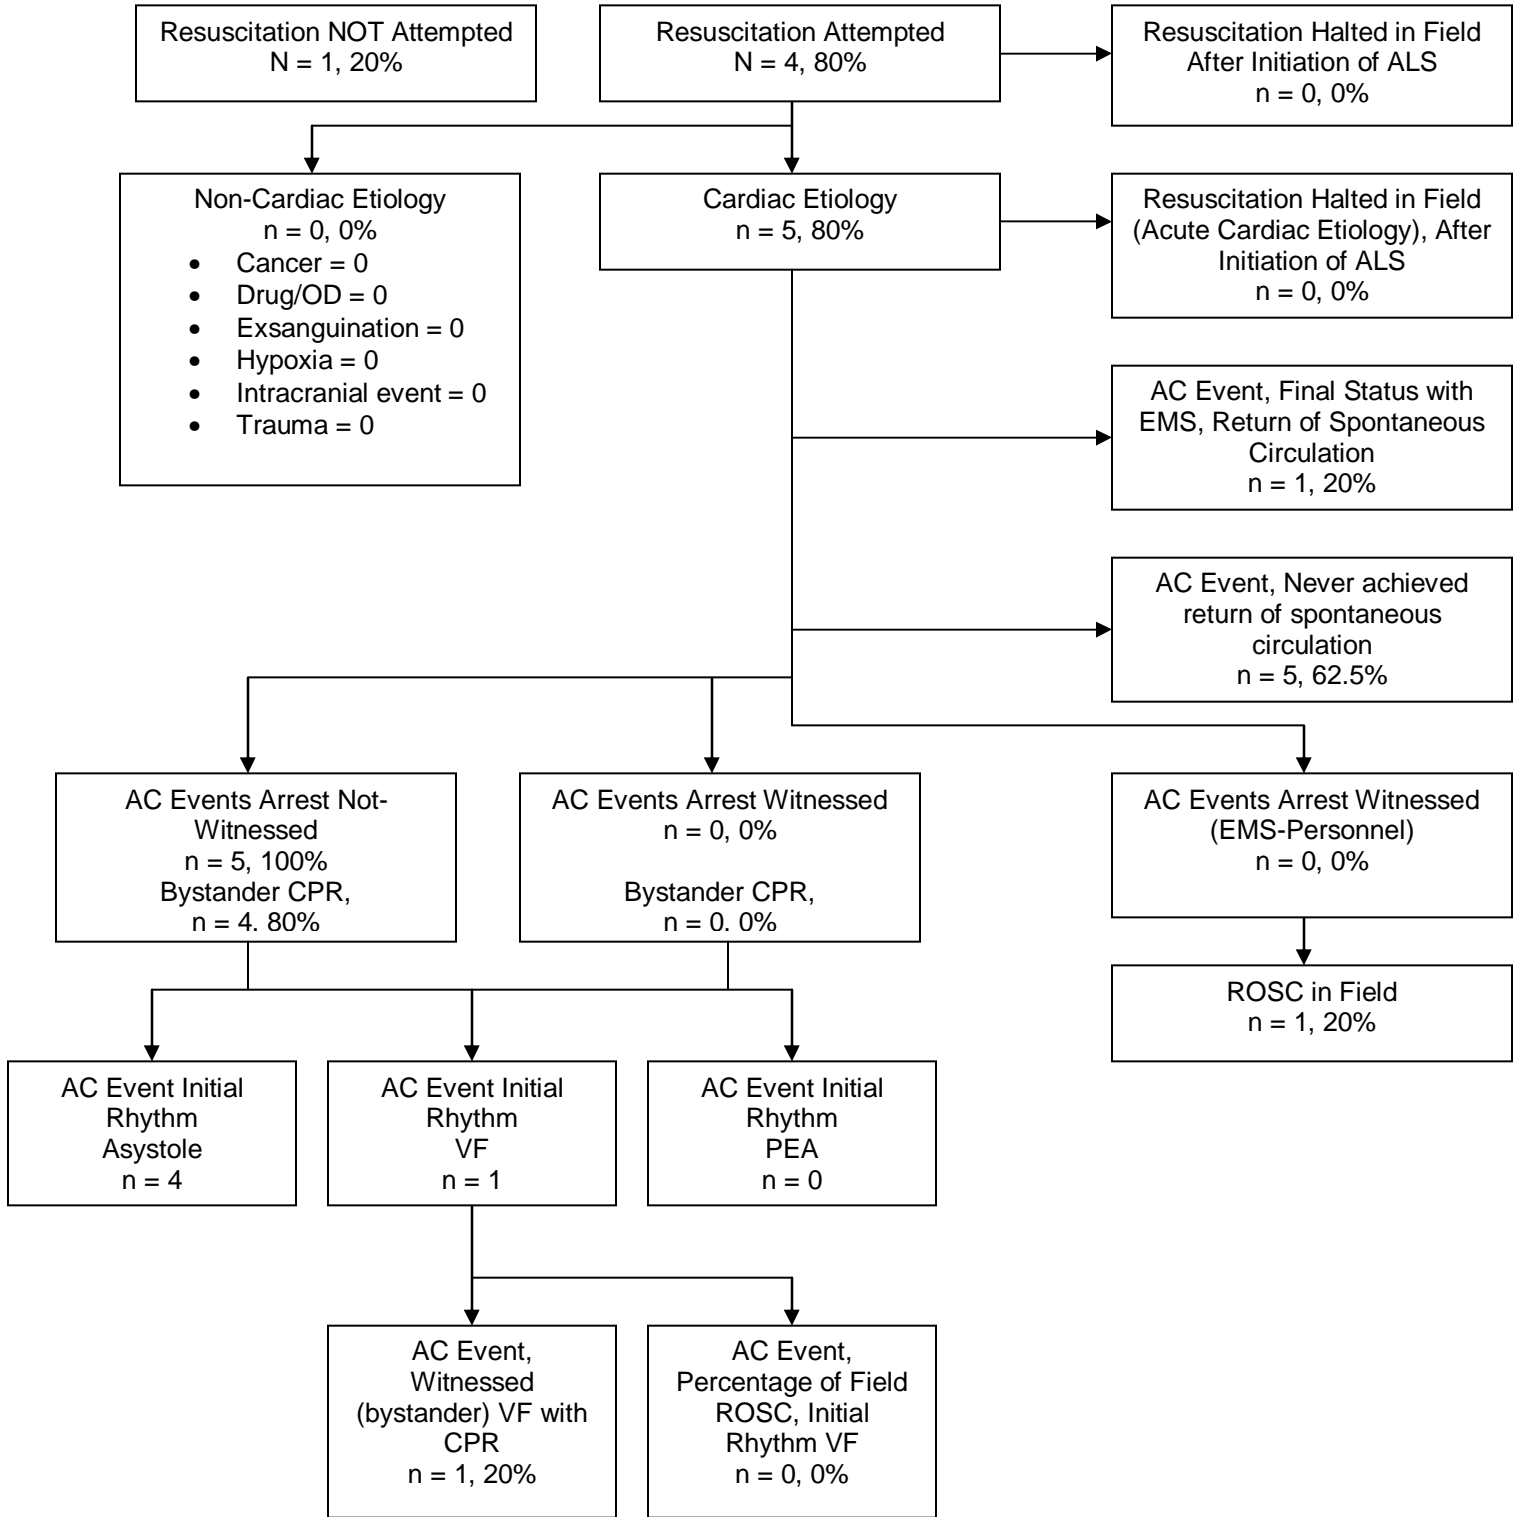 Resuscitation NOT Attempted
N = 1, 20%
Resuscitation Attempted
N = 4, 80%
Resuscitation Halted in Field
After Initiation of ALS
n = 0, 0%
Non-Cardiac Etiology
n = 0, 0%
• Cancer = 0
• Drug/OD = 0
• Exsanguination = 0
• Hypoxia = 0
• Intracranial event = 0
• Trauma = 0
Cardiac Etiology
n = 5, 80%
Resuscitation Halted in Field
(Acute Cardiac Etiology), After
Initiation of ALS
n = 0, 0%
AC Event, Final Status with
EMS, Return of Spontaneous
Circulation
n = 1, 20%
AC Event, Never achieved
return of spontaneous
circulation
n = 5, 62.5%
AC Events Arrest Not-
Witnessed
n = 5, 100%
Bystander CPR,
n = 4. 80%
AC Events Arrest Witnessed
n = 0, 0%
Bystander CPR,
n = 0. 0%
AC Events Arrest Witnessed
(EMS-Personnel)
n = 0, 0%
ROSC in Field
n = 1, 20%
AC Event Initial
Rhythm
Asystole
n = 4
AC Event Initial
Rhythm
VF
n = 1
AC Event Initial
Rhythm
PEA
n = 0
AC Event,
Witnessed
(bystander) VF with
CPR
n = 1, 20%
AC Event,
Percentage of Field
ROSC, Initial
Rhythm VF
n = 0, 0%